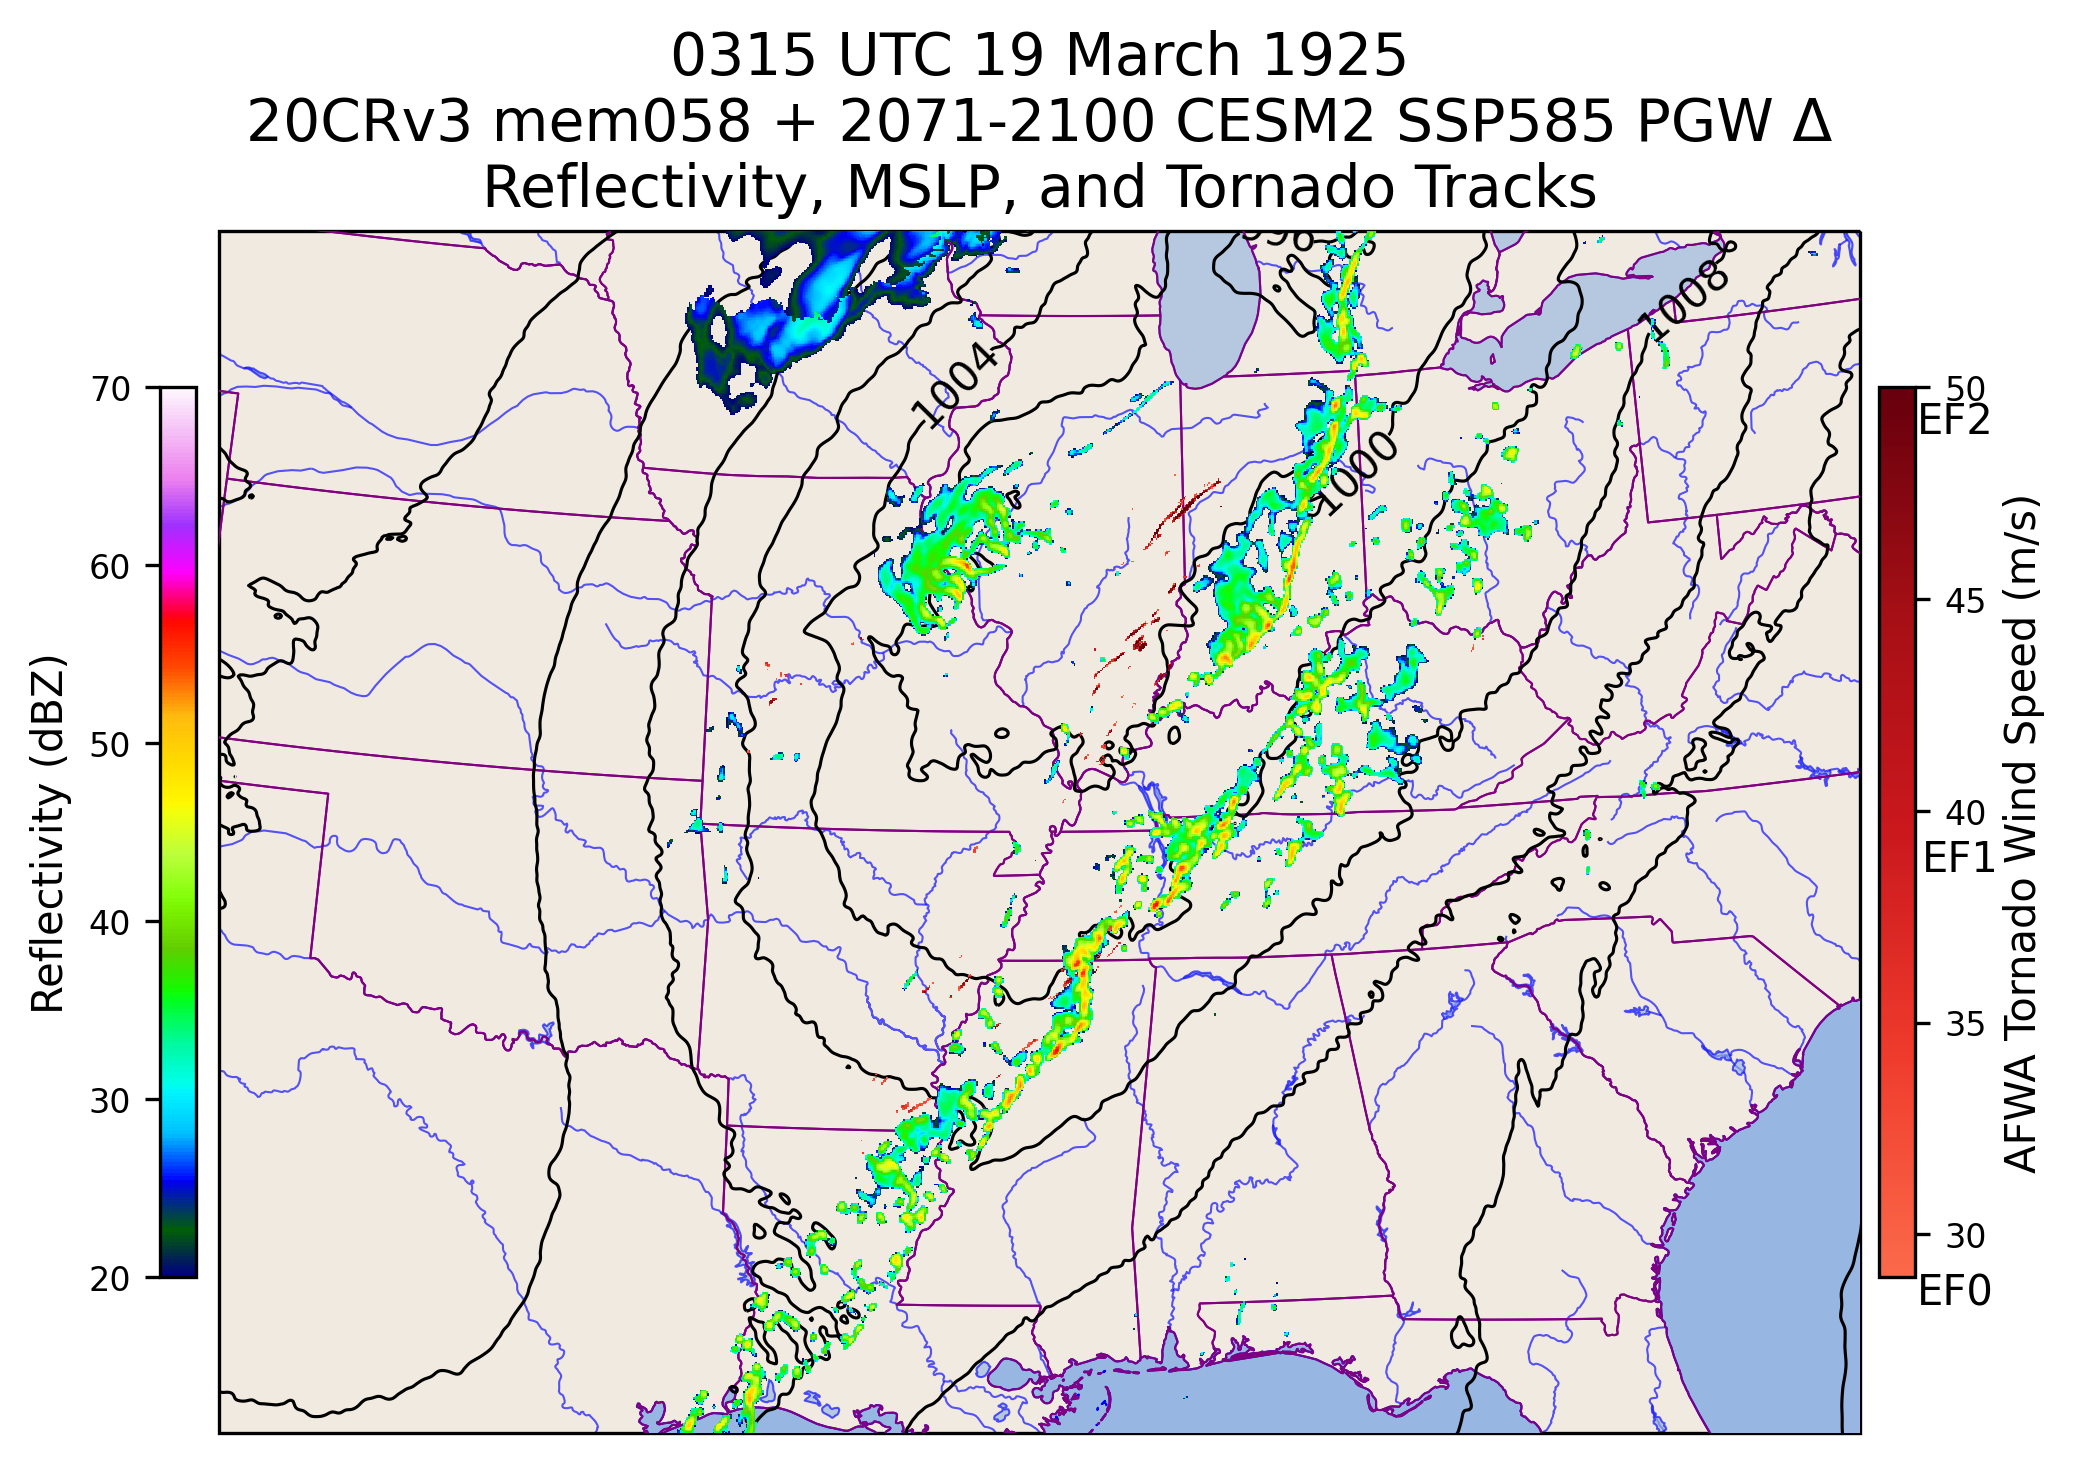 0315 UTC 19 March 1925
20CRv3 mem058 + 2071-2100 CESM2 SSP585 PGW Δ
Reflectivity, MSLP, and Tornado Tracks
70
60
50
40
30
20
Reflectivity (dBZ)
1004
1000
1008
50
EF2
45
40
EF1
35
30
EF0
AFWA Tornado Wind Speed (m/s)